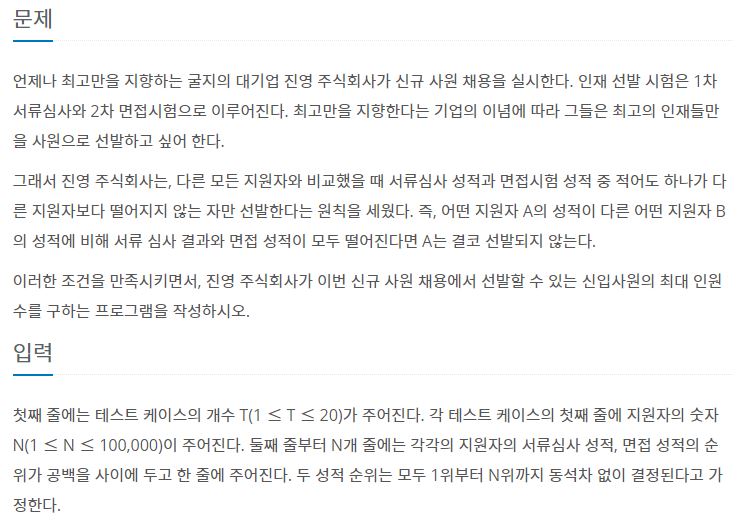 문제
언제나 최고만을 지향하는 굴지의 대기업 진영 주식회사가 신규 사원 채용을 실시한다. 인재 선발 시험은 1차
서류심사와 2차 면접시험으로 이루어진다. 최고만을 지향한다는 기업의 이념에 따라 그들은 최고의 인재들만
을 사원으로 선발하고 싶어 한다.
그래서 진영 주식회사는, 다른 모든 지원자와 비교했을 때 서류심사 성적과 면접시험 성적 중 적어도 하나가 다
른 지원자보다 떨어지지 않는 자만 선발한다는 원칙을 세웠다. 즉, 어떤 지원자 A의 성적이 다른 어떤 지원자 B
의 성적에 비해 서류 심사 결과와 면접 성적이 모두 떨어진다면 A는 결코 선발되지 않는다.
이러한 조건을 만족시키면서, 진영 주식회사가 이번 신규 사원 채용에서 선발할 수 있는 신입사원의 최대 인원
수를 구하는 프로그램을 작성하시오.
입력
첫째 줄에는 테스트 케이스의 개수 T(1 ≤ T ≤ 20)가 주어진다. 각 테스트 케이스의 첫째 줄에 지원자의 숫자
N(1 ≤ N ≤ 100,000)이 주어진다. 둘째 줄부터 N개 줄에는 각각의 지원자의 서류심사 성적, 면접 성적의 순
위가 공백을 사이에 두고 한 줄에 주어진다. 두 성적 순위는 모두 1위부터 N위까지 동석차 없이 결정된다고 가
정한다.